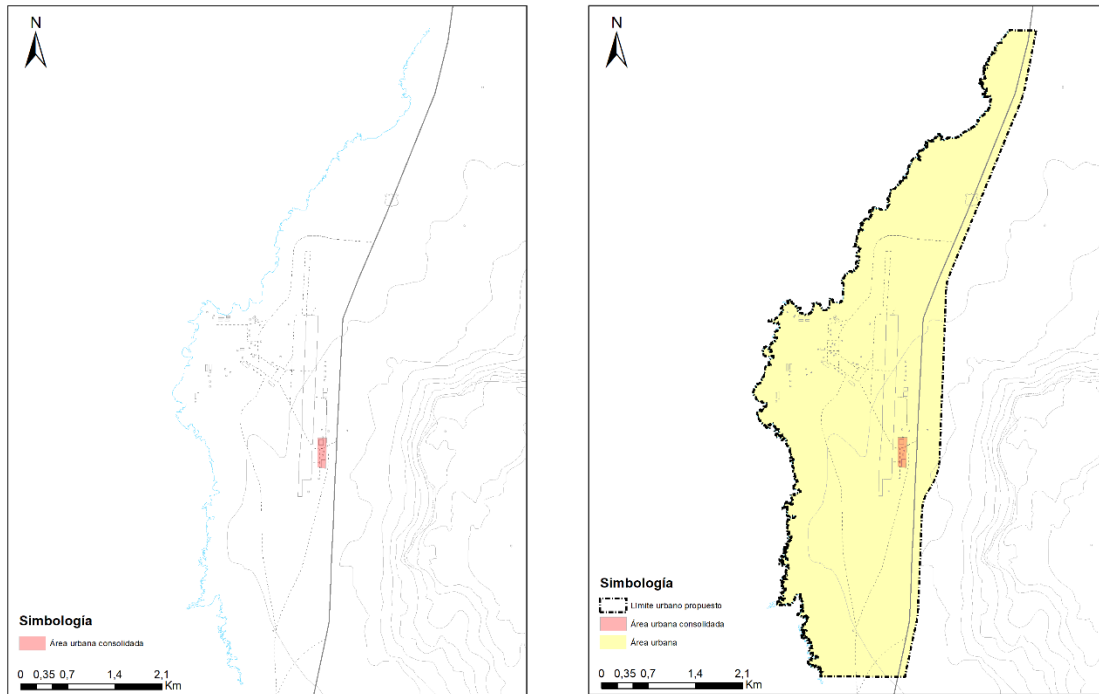 N
Simbología
Área urbana consolidada
0 0,35 0,7 1,4 2,1
Km
N
Simbología
Límite urbano propuesto
Área urbana consolidada
Área urbana
0 0,35 0,7 1,4 2,1
Km